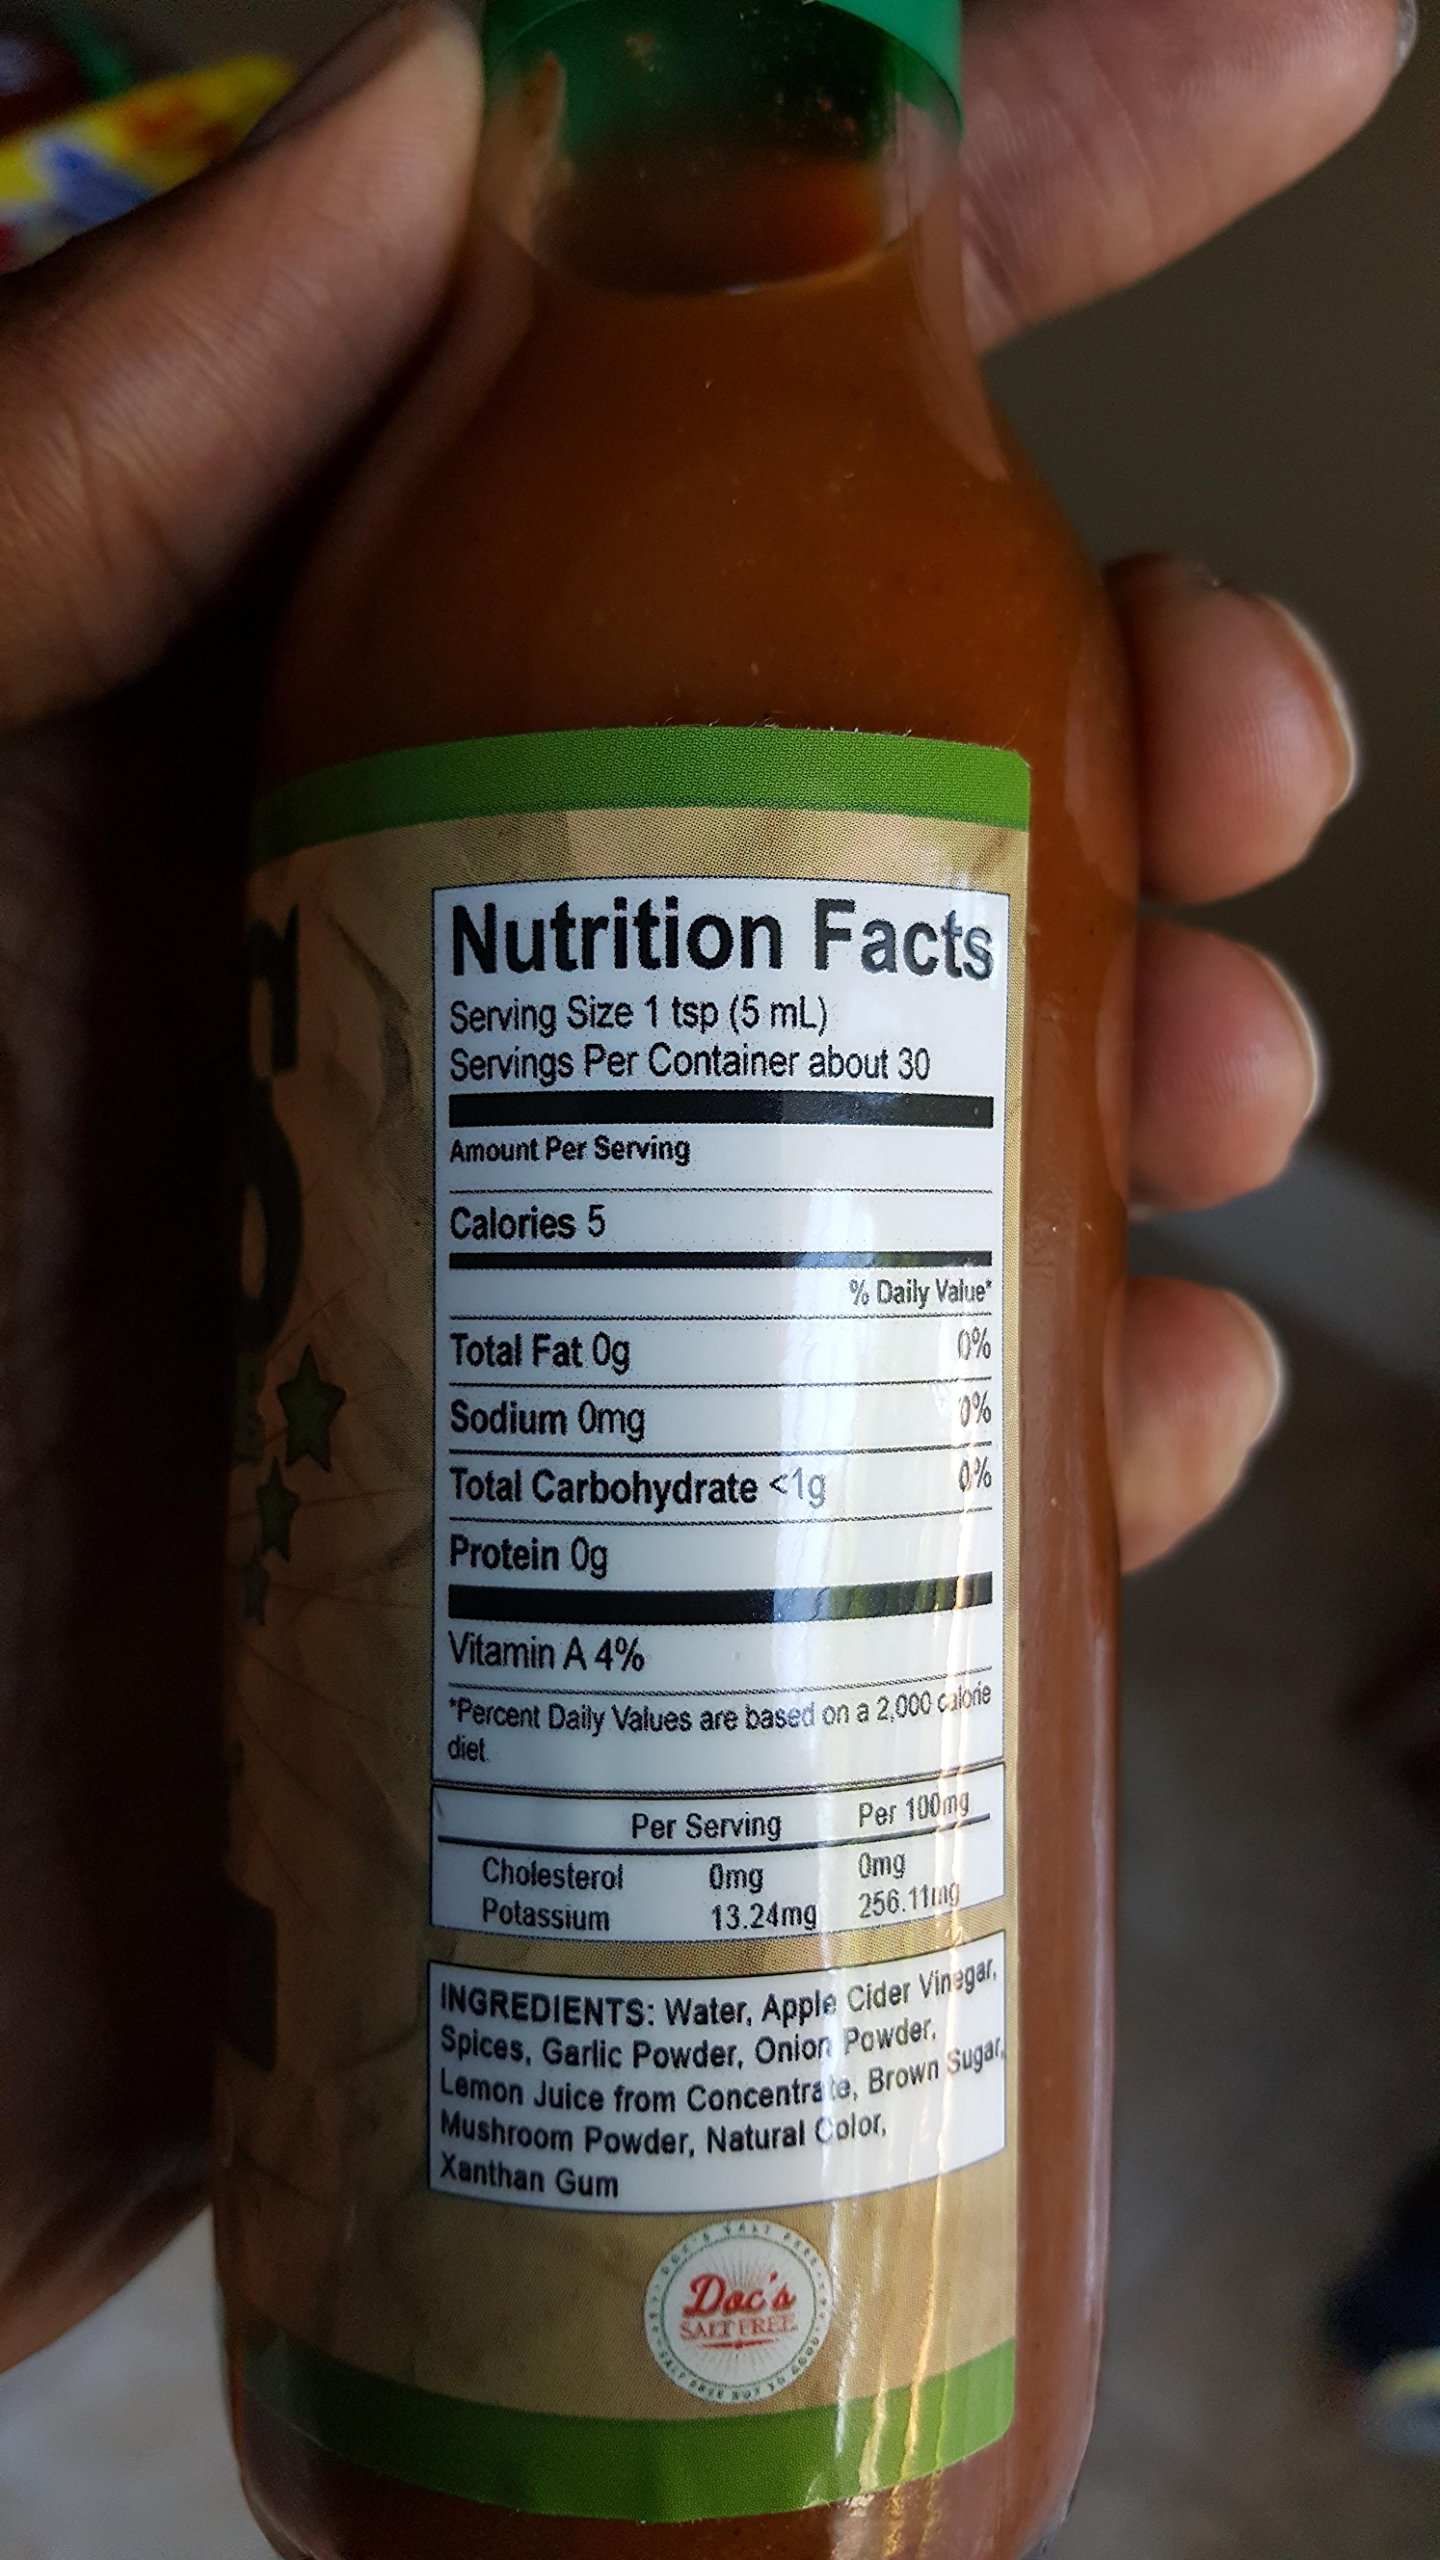 Nutrition Facts
Serving Size 1 tsp (5 mL)
Servings Per Container about 30
Amount Per Serving
Calories 5
% Daily Value*
Total Fat 0g 0%
Sodium 0mg 0%
Total Carbohydrate <1g 0%
Protein 0g
Vitamin A 4%
*Percent Daily Values are based on a 2,000 calorie
diet.
Per Serving Per 100mg
Cholesterol 0mg 0mg
Potassium 13.24mg 256.11mg
INGREDIENTS: Water, Apple Cider Vinegar,
Spices, Garlic Powder, Onion Powder,
Lemon Juice from Concentrate, Brown Sugar,
Mushroom Powder, Natural Color,
Xanthan Gum
DOC'S SALT FREE
Doc's
SALT FREE